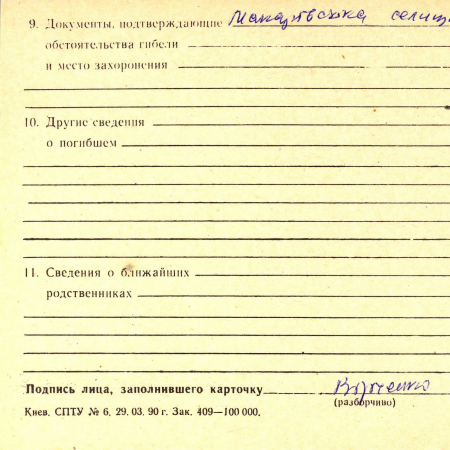 9. Документы, подтверждающие Макарівська селищ
обстоятельства гибели
и место захоронения
10. Другие сведения
о погибшем
11. Сведения о ближайших
родственниках
Подпись лица, заполнившего карточку
(разборчиво)
Киев. СПТУ № 6. 29. 03. 90 г. Зак. 409—100 000.